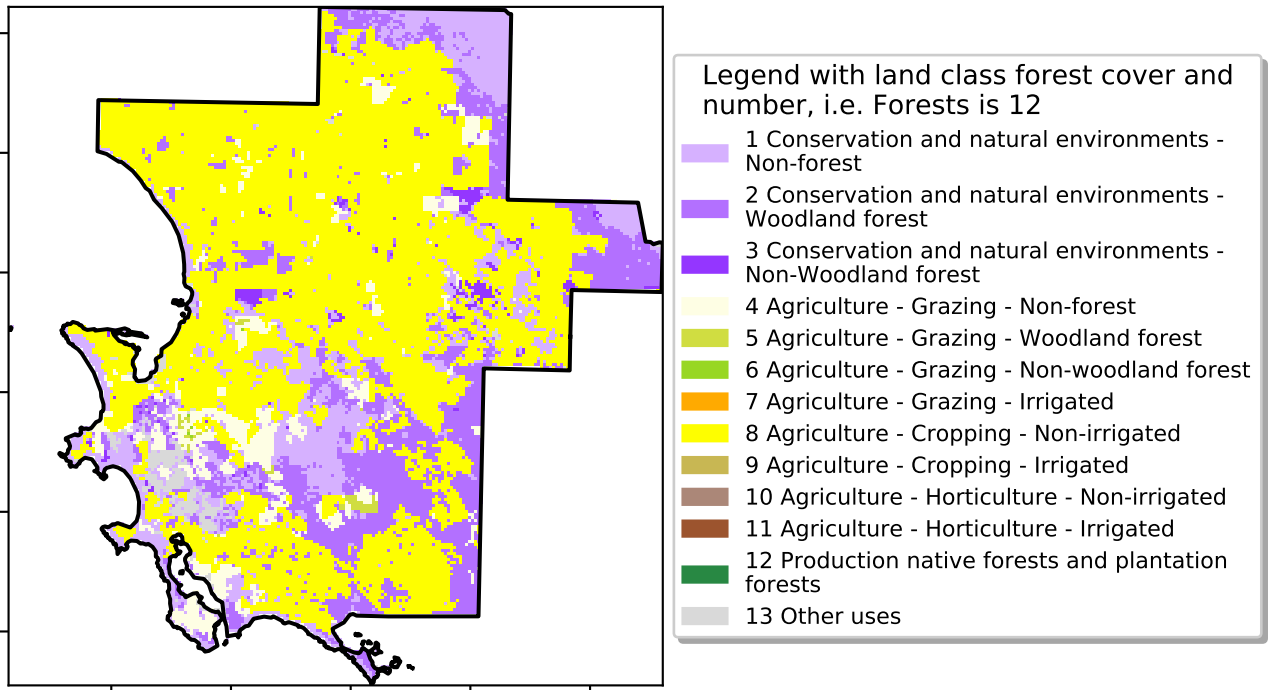 Legend with land class forest cover and
number, i.e. Forests is 12
1 Conservation and natural environments -
Non-forest
2 Conservation and natural environments -
Woodland forest
3 Conservation and natural environments -
Non-Woodland forest
4 Agriculture - Grazing - Non-forest
5 Agriculture - Grazing - Woodland forest
6 Agriculture - Grazing - Non-woodland forest
7 Agriculture - Grazing - Irrigated
8 Agriculture - Cropping - Non-irrigated
9 Agriculture - Cropping - Irrigated
10 Agriculture - Horticulture - Non-irrigated
11 Agriculture - Horticulture - Irrigated
12 Production native forests and plantation
forests
13 Other uses